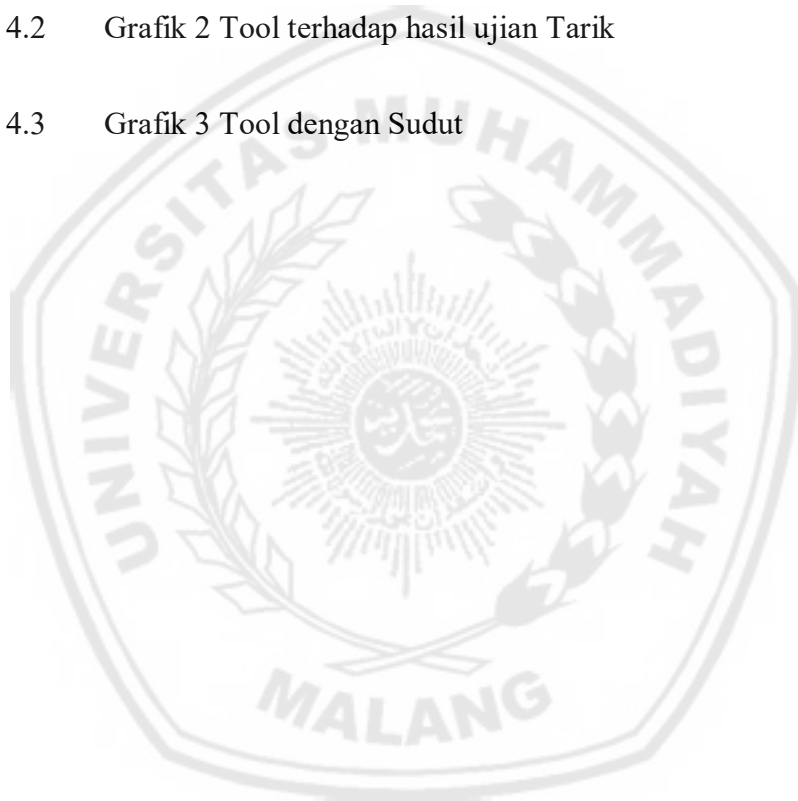 4.2 Grafik 2 Tool terhadap hasil ujian Tarik
4.3 Grafik 3 Tool dengan Sudut
UNIVERSITAS MUHAMMADIYAH
MALANG